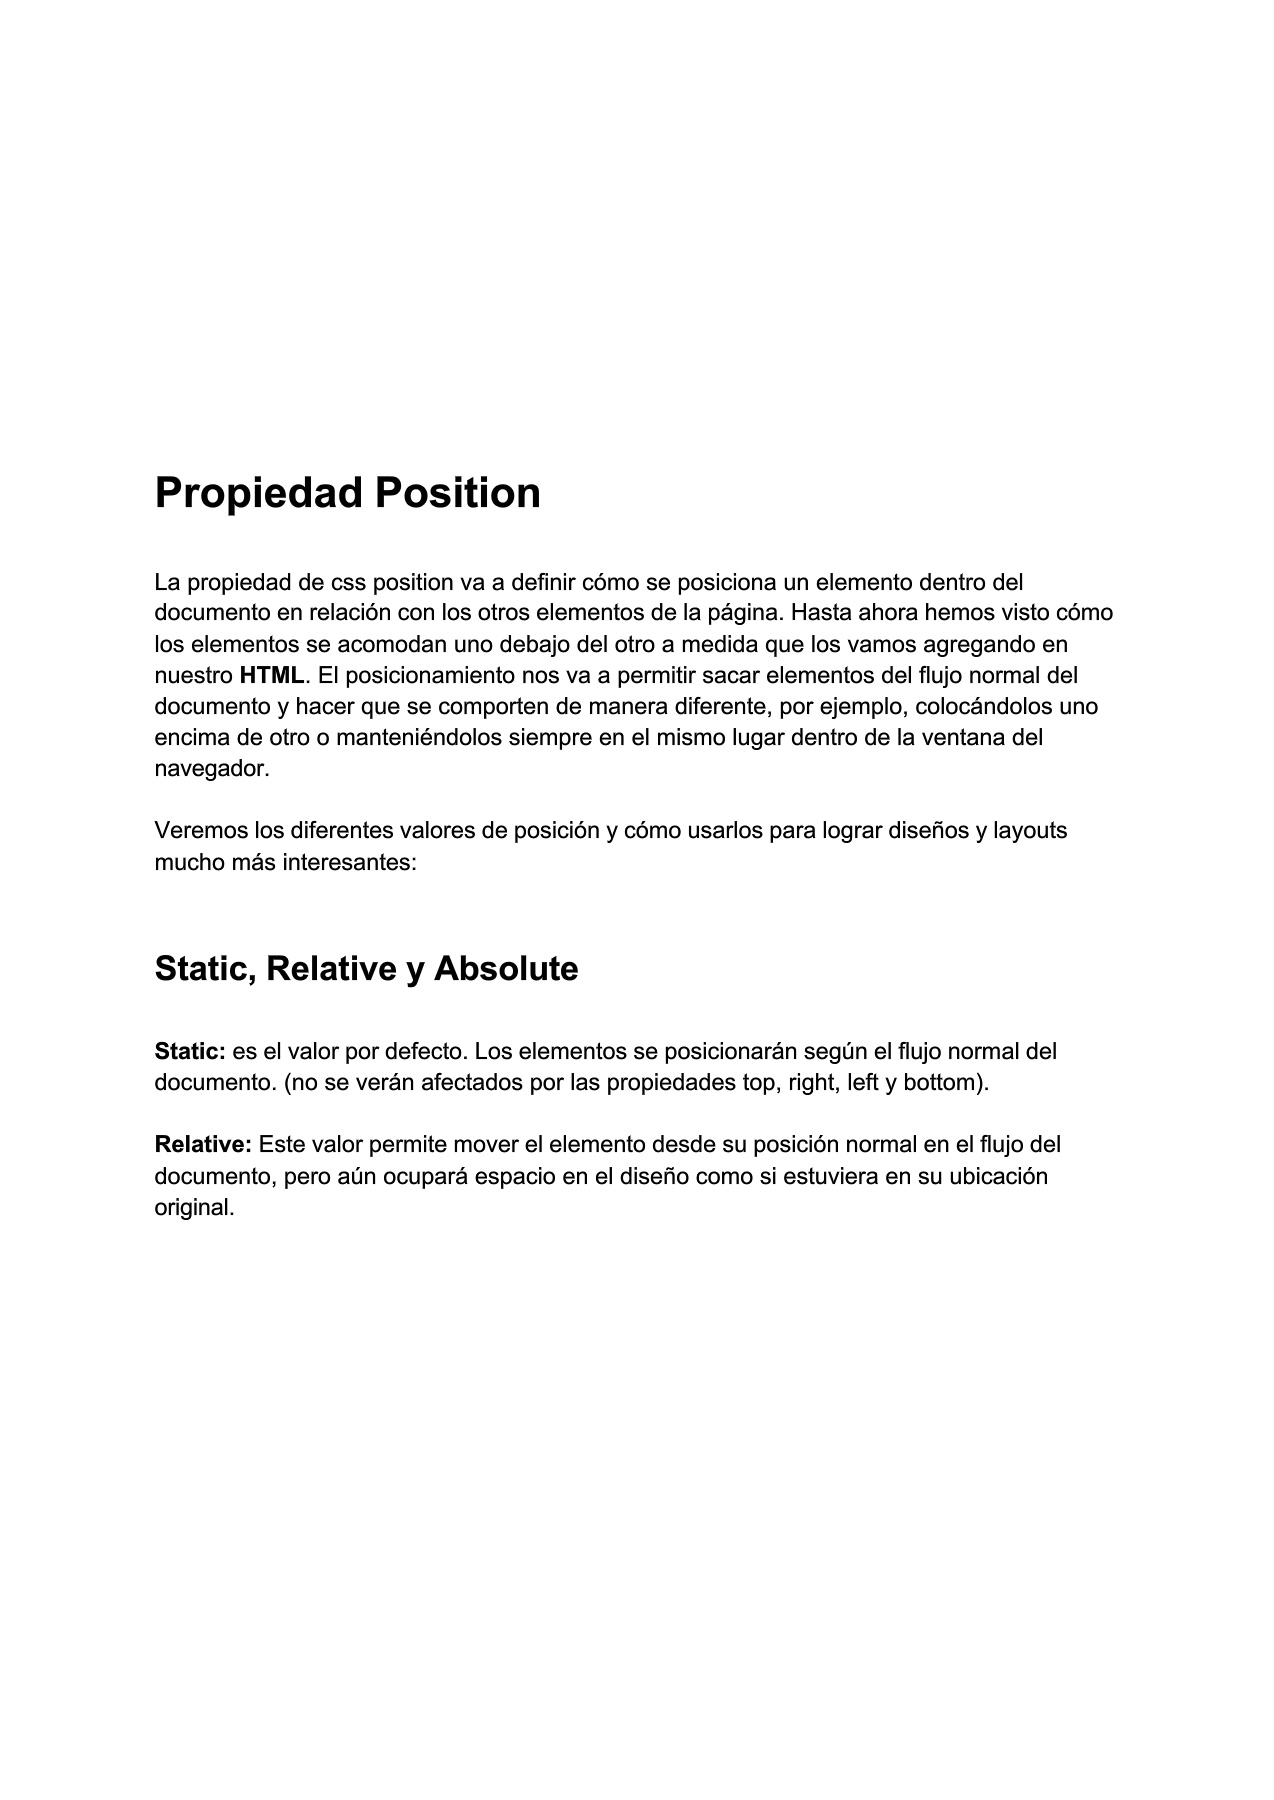 Propiedad Position
La propiedad de css position va a definir cómo se posiciona un elemento dentro del
documento en relación con los otros elementos de la página. Hasta ahora hemos visto cómo
los elementos se acomodan uno debajo del otro a medida que los vamos agregando en
nuestro HTML. El posicionamiento nos va a permitir sacar elementos del flujo normal del
documento y hacer que se comporten de manera diferente, por ejemplo, colocándolos uno
encima de otro o manteniéndolos siempre en el mismo lugar dentro de la ventana del
navegador.
Veremos los diferentes valores de posición y cómo usarlos para lograr diseños y layouts
mucho más interesantes:
Static, Relative y Absolute
Static: es el valor por defecto. Los elementos se posicionarán según el flujo normal del
documento. (no se verán afectados por las propiedades top, right, left y bottom).
Relative: Este valor permite mover el elemento desde su posición normal en el flujo del
documento, pero aún ocupará espacio en el diseño como si estuviera en su ubicación
original.